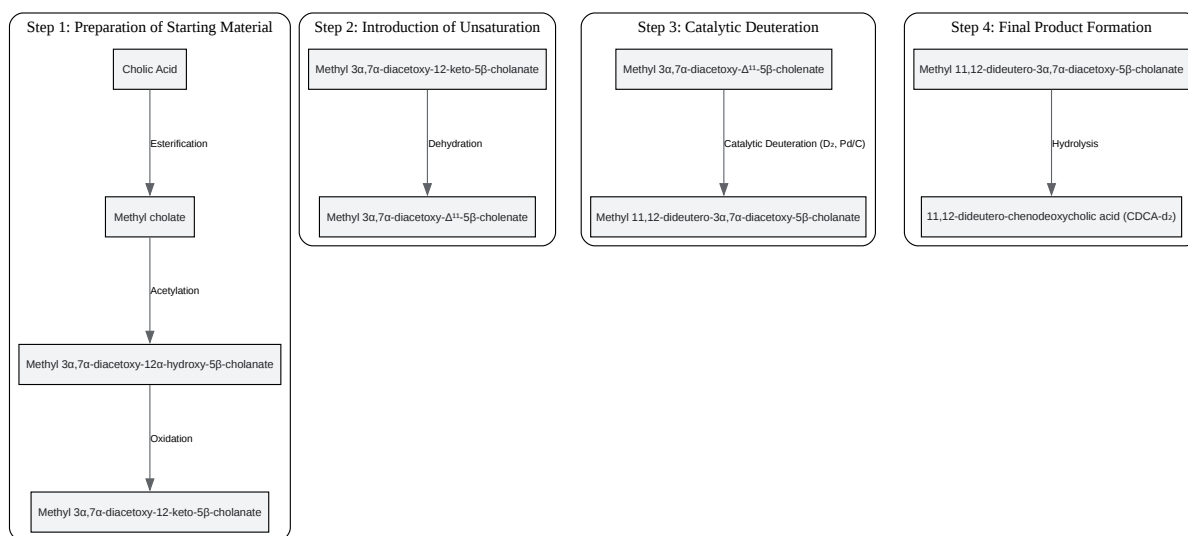 Step 1: Preparation of Starting Material
Cholic Acid
Esterification
Methyl cholate
Acetylation
Methyl 3α,7α-diacetoxy-12α-hydroxy-5β-cholanate
Oxidation
Methyl 3α,7α-diacetoxy-12-keto-5β-cholanate
Step 2: Introduction of Unsaturation
Methyl 3α,7α-diacetoxy-12-keto-5β-cholanate
Dehydration
Methyl 3α,7α-diacetoxy-Δ¹¹-5β-cholenate
Step 3: Catalytic Deuteration
Methyl 3α,7α-diacetoxy-Δ¹¹-5β-cholenate
Catalytic Deuteration (D₂, Pd/C)
Methyl 11,12-dideutero-3α,7α-diacetoxy-5β-cholanate
Step 4: Final Product Formation
Methyl 11,12-dideutero-3α,7α-diacetoxy-5β-cholanate
Hydrolysis
11,12-dideutero-chenodeoxycholic acid (CDCA-d₂)